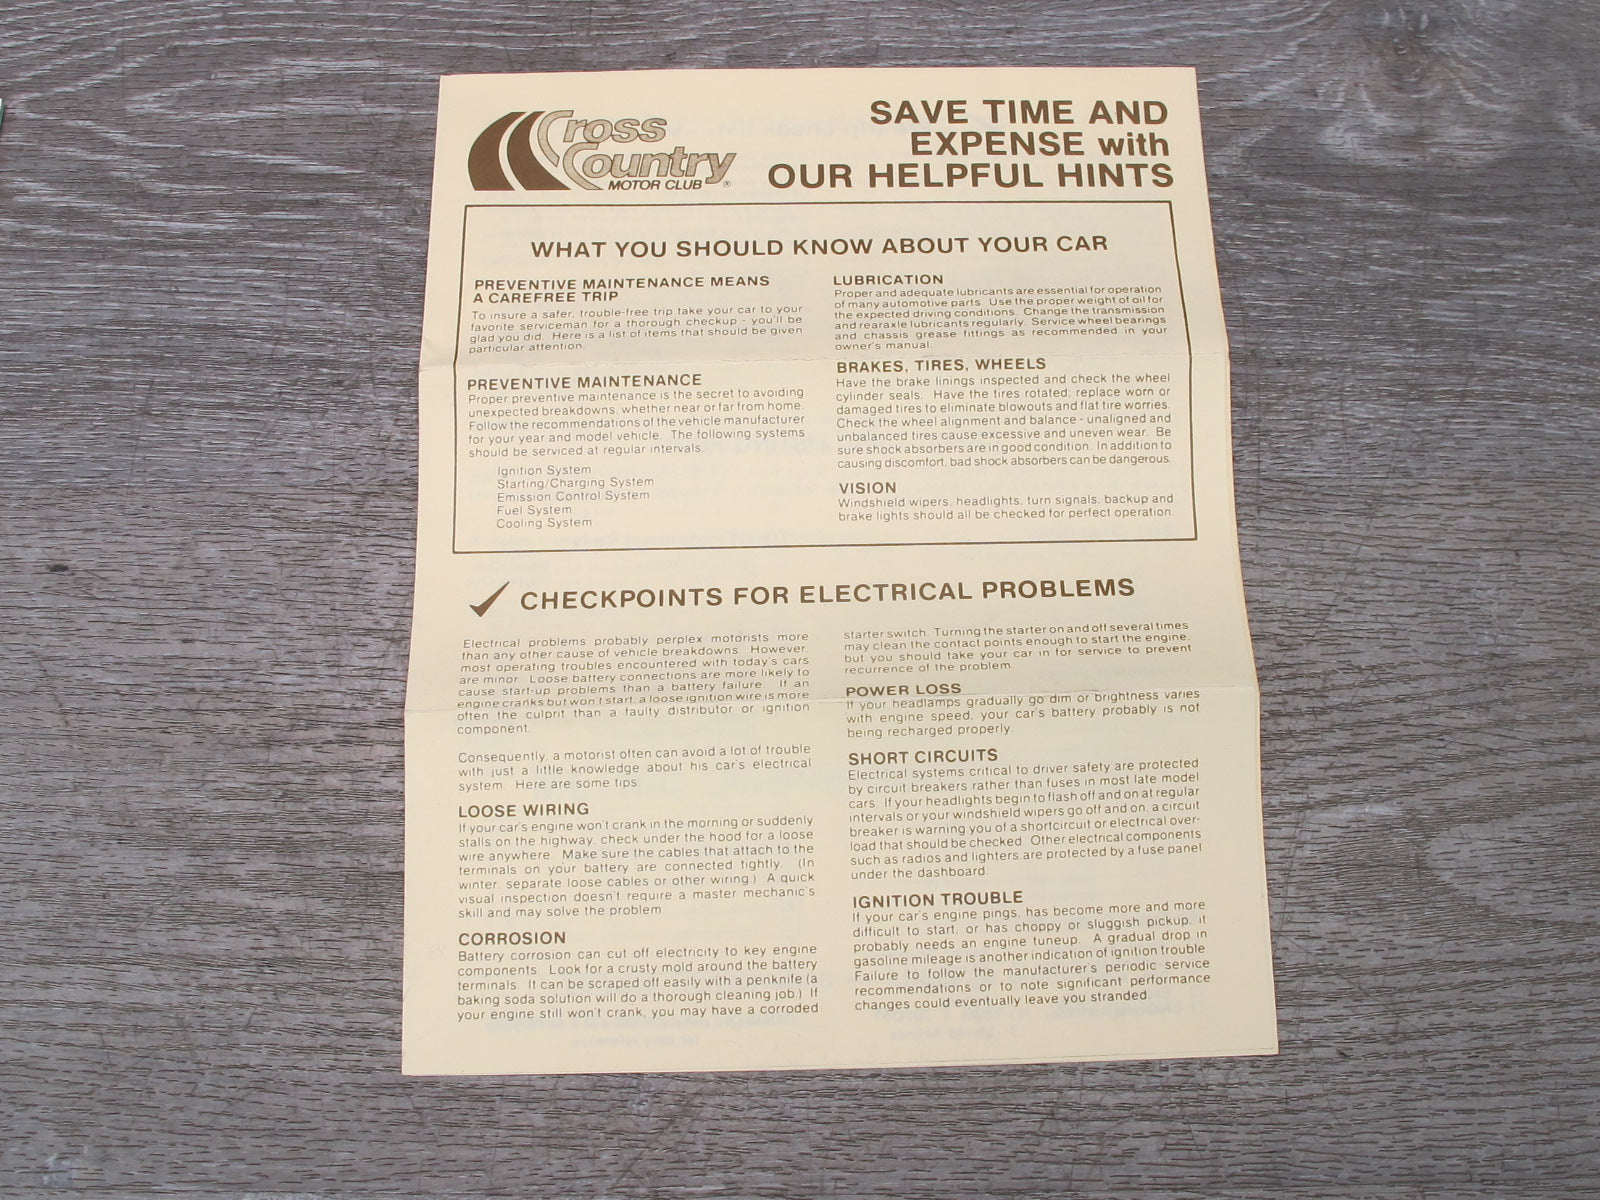 Cross
Country
MOTOR CLUB ®
SAVE TIME AND
EXPENSE with
OUR HELPFUL HINTS
WHAT YOU SHOULD KNOW ABOUT YOUR CAR
PREVENTIVE MAINTENANCE MEANS
A CAREFREE TRIP
To insure a safer, trouble-free trip take your car to your
favorite serviceman for a thorough checkup - you'll be
glad you did. Here is a list of items that should be given
particular attention.
PREVENTIVE MAINTENANCE
Proper preventive maintenance is the secret to avoiding
unexpected breakdowns, whether near or far from home.
Follow the recommendations of the vehicle manufacturer
for your year and model vehicle. The following systems
should be serviced at regular intervals.
Ignition System
Starting/Charging System
Emission Control System
Fuel System
Cooling System
LUBRICATION
Proper and adequate lubricants are essential for operation
of many automotive parts. Use the proper weight of oil for
the expected driving conditions. Change the transmission
and rearaxle lubricants regularly. Service wheel bearings
and chassis grease fittings as recommended in your
owner's manual.
BRAKES, TIRES, WHEELS
Have the brake linings inspected and check the wheel
cylinder seals. Have the tires rotated; replace worn or
damaged tires to eliminate blowouts and flat tire worries.
Check the wheel alignment and balance - unaligned and
unbalanced tires cause excessive and uneven wear. Be
sure shock absorbers are in good condition. In addition to
causing discomfort, bad shock absorbers can be dangerous.
VISION
Windshield wipers, headlights, turn signals, backup and
brake lights should all be checked for perfect operation.
CHECKPOINTS FOR ELECTRICAL PROBLEMS
Electrical problems probably perplex motorists more
than any other cause of vehicle breakdowns. However,
most operating troubles encountered with today's cars
are minor. Loose battery connections are more likely to
cause start-up problems than a battery failure. If an
engine cranks but won't start, a loose ignition wire is more
often the culprit than a faulty distributor or ignition
component.
Consequently, a motorist often can avoid a lot of trouble
with just a little knowledge about his car's electrical
system. Here are some tips.
LOOSE WIRING
If your car's engine won't crank in the morning or suddenly
stalls on the highway, check under the hood for a loose
wire anywhere. Make sure the cables that attach to the
terminals on your battery are connected tightly. (In
winter, separate loose cables or other wiring.) A quick
visual inspection doesn't require a master mechanic's
skill and may solve the problem
CORROSION
Battery corrosion can cut off electricity to key engine
components. Look for a crusty mold around the battery
terminals. It can be scraped off easily with a penknife (a
baking soda solution will do a thorough cleaning job.) If
your engine still won't crank, you may have a corroded
starter switch. Turning the starter on and off several times
may clean the contact points enough to start the engine,
but you should take your car in for service to prevent
recurrence of the problem.
POWER LOSS
If your headlamps gradually go dim or brightness varies
with engine speed, your car's battery probably is not
being recharged properly.
SHORT CIRCUITS
Electrical systems critical to driver safety are protected
by circuit breakers rather than fuses in most late model
cars. If your headlights begin to flash off and on at regular
intervals or your windshield wipers go off and on, a circuit
breaker is warning you of a shortcircuit or electrical over-
load that should be checked. Other electrical components
such as radios and lighters,are protected by a fuse panel
under the dashboard.
IGNITION TROUBLE
If your car's engine pings, has become more and more
difficult to start, or has choppy or sluggish pickup, it
probably needs an engine tuneup. A gradual drop in
gasoline mileage is another indication of ignition trouble.
Failure to follow the manufacturer's periodic service
recommendations or to note significant performance
changes could eventually leave you stranded.